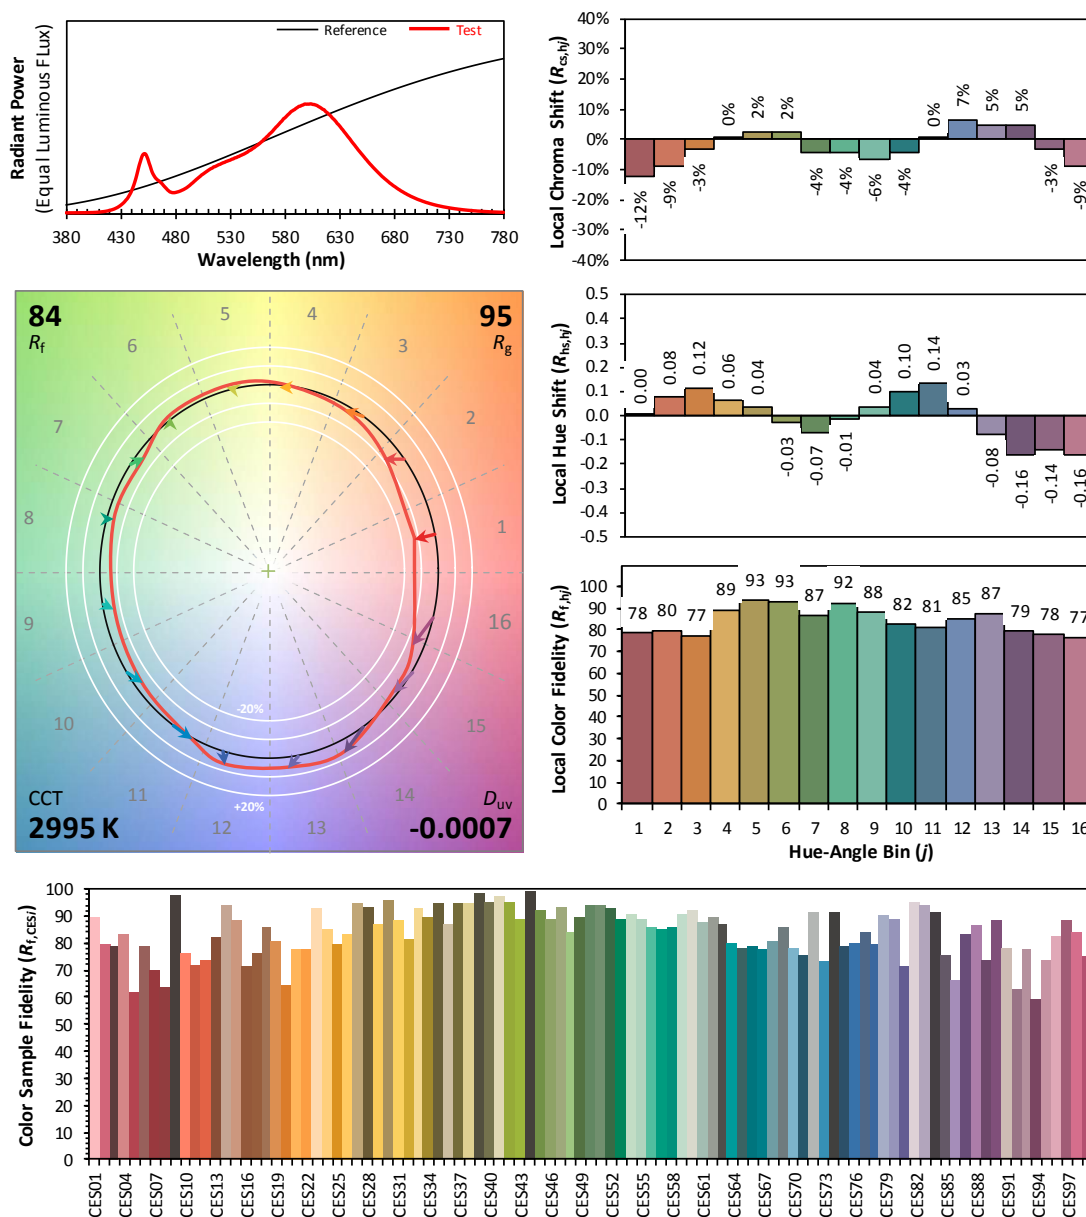 Radiant Power
(Equal Luminous FLux)
Reference
Test
380 430 480 530 580 630 680 730 780
Wavelength (nm)
Local Chroma Shift (Rcs,hj)
40%
30%
20%
10%
0%
-10%
-20%
-30%
-40%
-12% -9% -3% 0% 2% 2% -4% -4% -6% -4% 0% 7% 5% 5% -3% -9%
84
Rf
95
Rg
5 4
6 3
7 2
8 1
9 16
10 15
11 14
12 13
-20%
+20%
CCT
2995 K
Duv
-0.0007
Local Hue Shift (Rhs,hj)
0.5
0.4
0.3
0.2
0.1
0.0
-0.1
-0.2
-0.3
-0.4
-0.5
0.00 0.08 0.12 0.06 0.04 -0.03 -0.07 -0.01 0.04 0.10 0.14 0.03 -0.08 -0.16 -0.14 -0.16
Local Color Fidelity (Rf,hj)
100
90
80
70
60
50
40
30
20
10
0
78 80 77 89 93 93 87 92 88 82 81 85 87 79 78 77
1 2 3 4 5 6 7 8 9 10 11 12 13 14 15 16
Hue-Angle Bin (j)
Color Sample Fidelity (Rf,CESi)
100
90
80
70
60
50
40
30
20
10
0
CES01 CES04 CES07 CES10 CES13 CES16 CES19 CES22 CES25 CES28 CES31 CES34 CES37 CES40 CES43 CES46 CES49 CES52 CES55 CES58 CES61 CES64 CES67 CES70 CES73 CES76 CES79 CES82 CES85 CES88 CES91 CES94 CES97